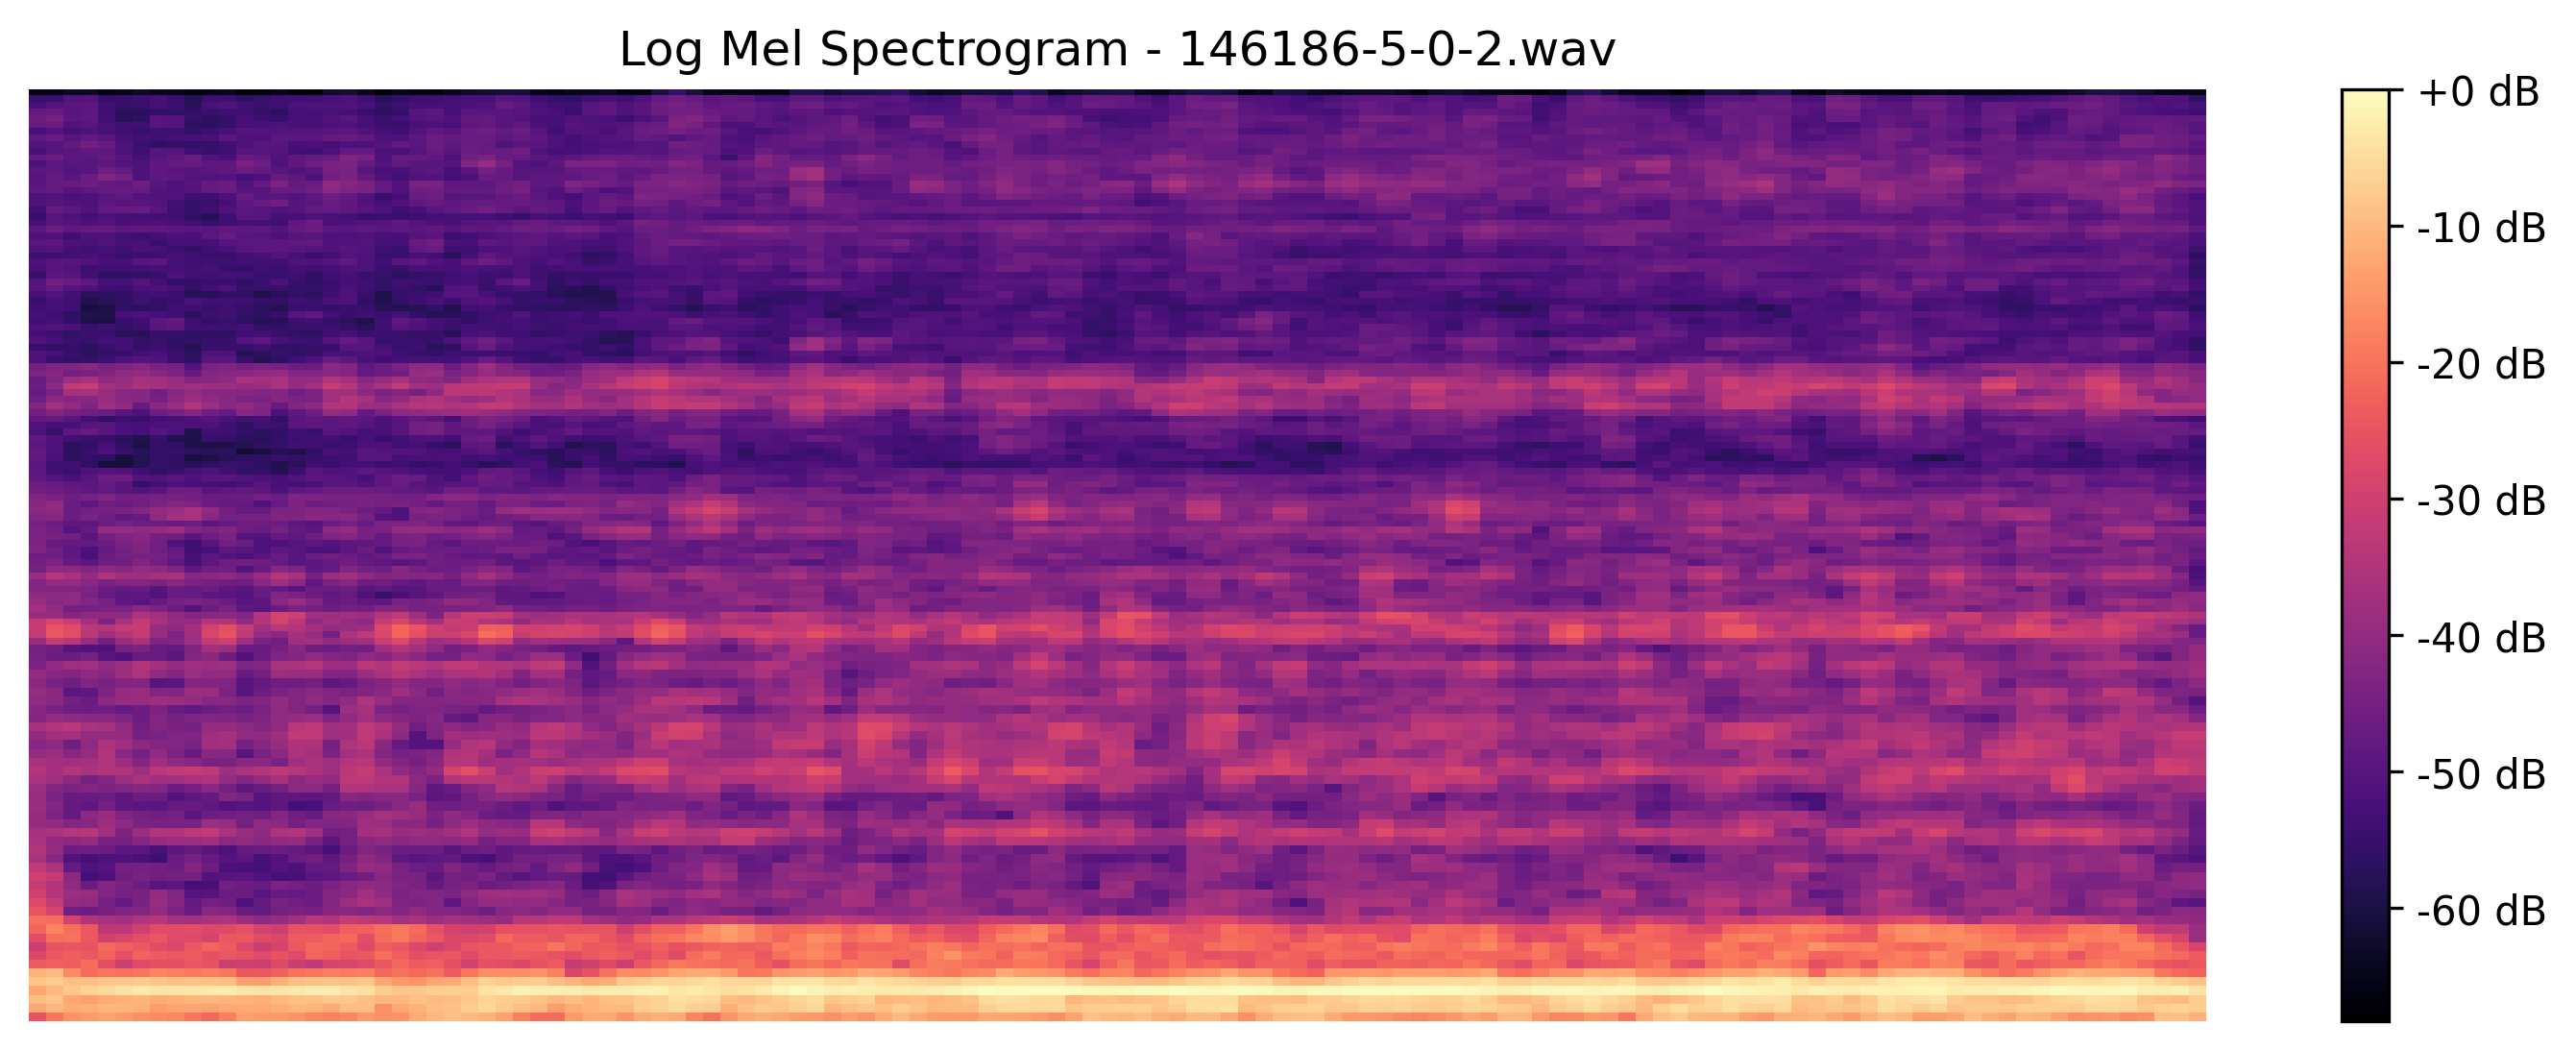 Log Mel Spectrogram - 146186-5-0-2.wav
+0 dB
-10 dB
-20 dB
-30 dB
-40 dB
-50 dB
-60 dB